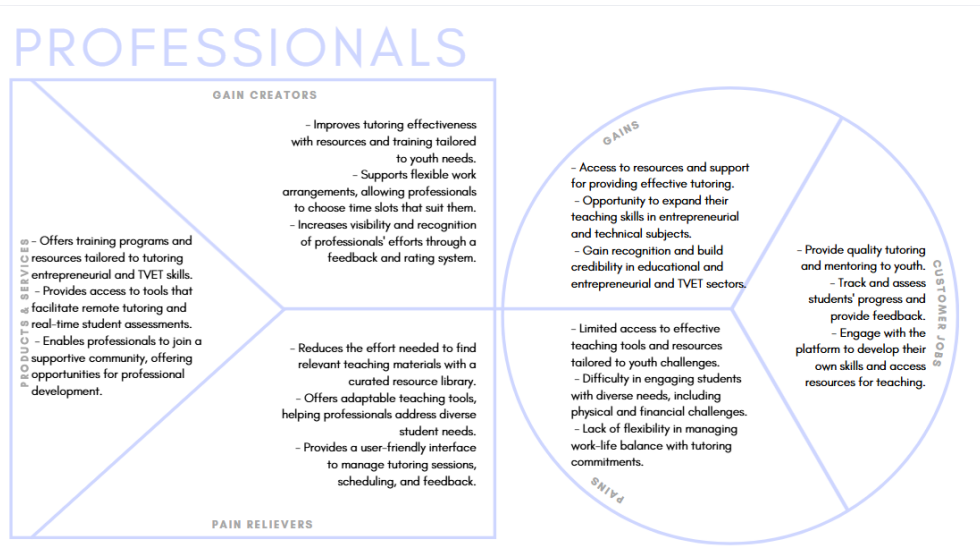 PROFESSIONALS
GAIN CREATORS
- Improves tutoring effectiveness
with resources and training tailored
to youth needs.
- Supports flexible work
arrangements, allowing professionals
to choose time slots that suit them.
- Increases visibility and recognition
of professionals' efforts through a
feedback and rating system.
PRODUCTS & SERVICES
- Offers training programs and
resources tailored to tutoring
entrepreneurial and TVET skills.
- Provides access to tools that
facilitate remote tutoring and
real-time student assessments.
- Enables professionals to join a
supportive community, offering
opportunities for professional
development.
- Reduces the effort needed to find
relevant teaching materials with a
curated resource library.
- Offers adaptable teaching tools,
helping professionals address diverse
student needs.
- Provides a user-friendly interface
to manage tutoring sessions,
scheduling, and feedback.
PAIN RELIEVERS
GAINS
- Access to resources and support
for providing effective tutoring.
- Opportunity to expand their
teaching skills in entrepreneurial
and technical subjects.
- Gain recognition and build
credibility in educational and
entrepreneurial and TVET sectors.
- Limited access to effective
teaching tools and resources
tailored to youth challenges.
- Difficulty in engaging students
with diverse needs, including
physical and financial challenges.
- Lack of flexibility in managing
work-life balance with tutoring
commitments.
PAINS
- Provide quality tutoring
and mentoring to youth.
- Track and assess
students' progress and
provide feedback.
- Engage with the
platform to develop their
own skills and access
resources for teaching.
CUSTOMER JOBS